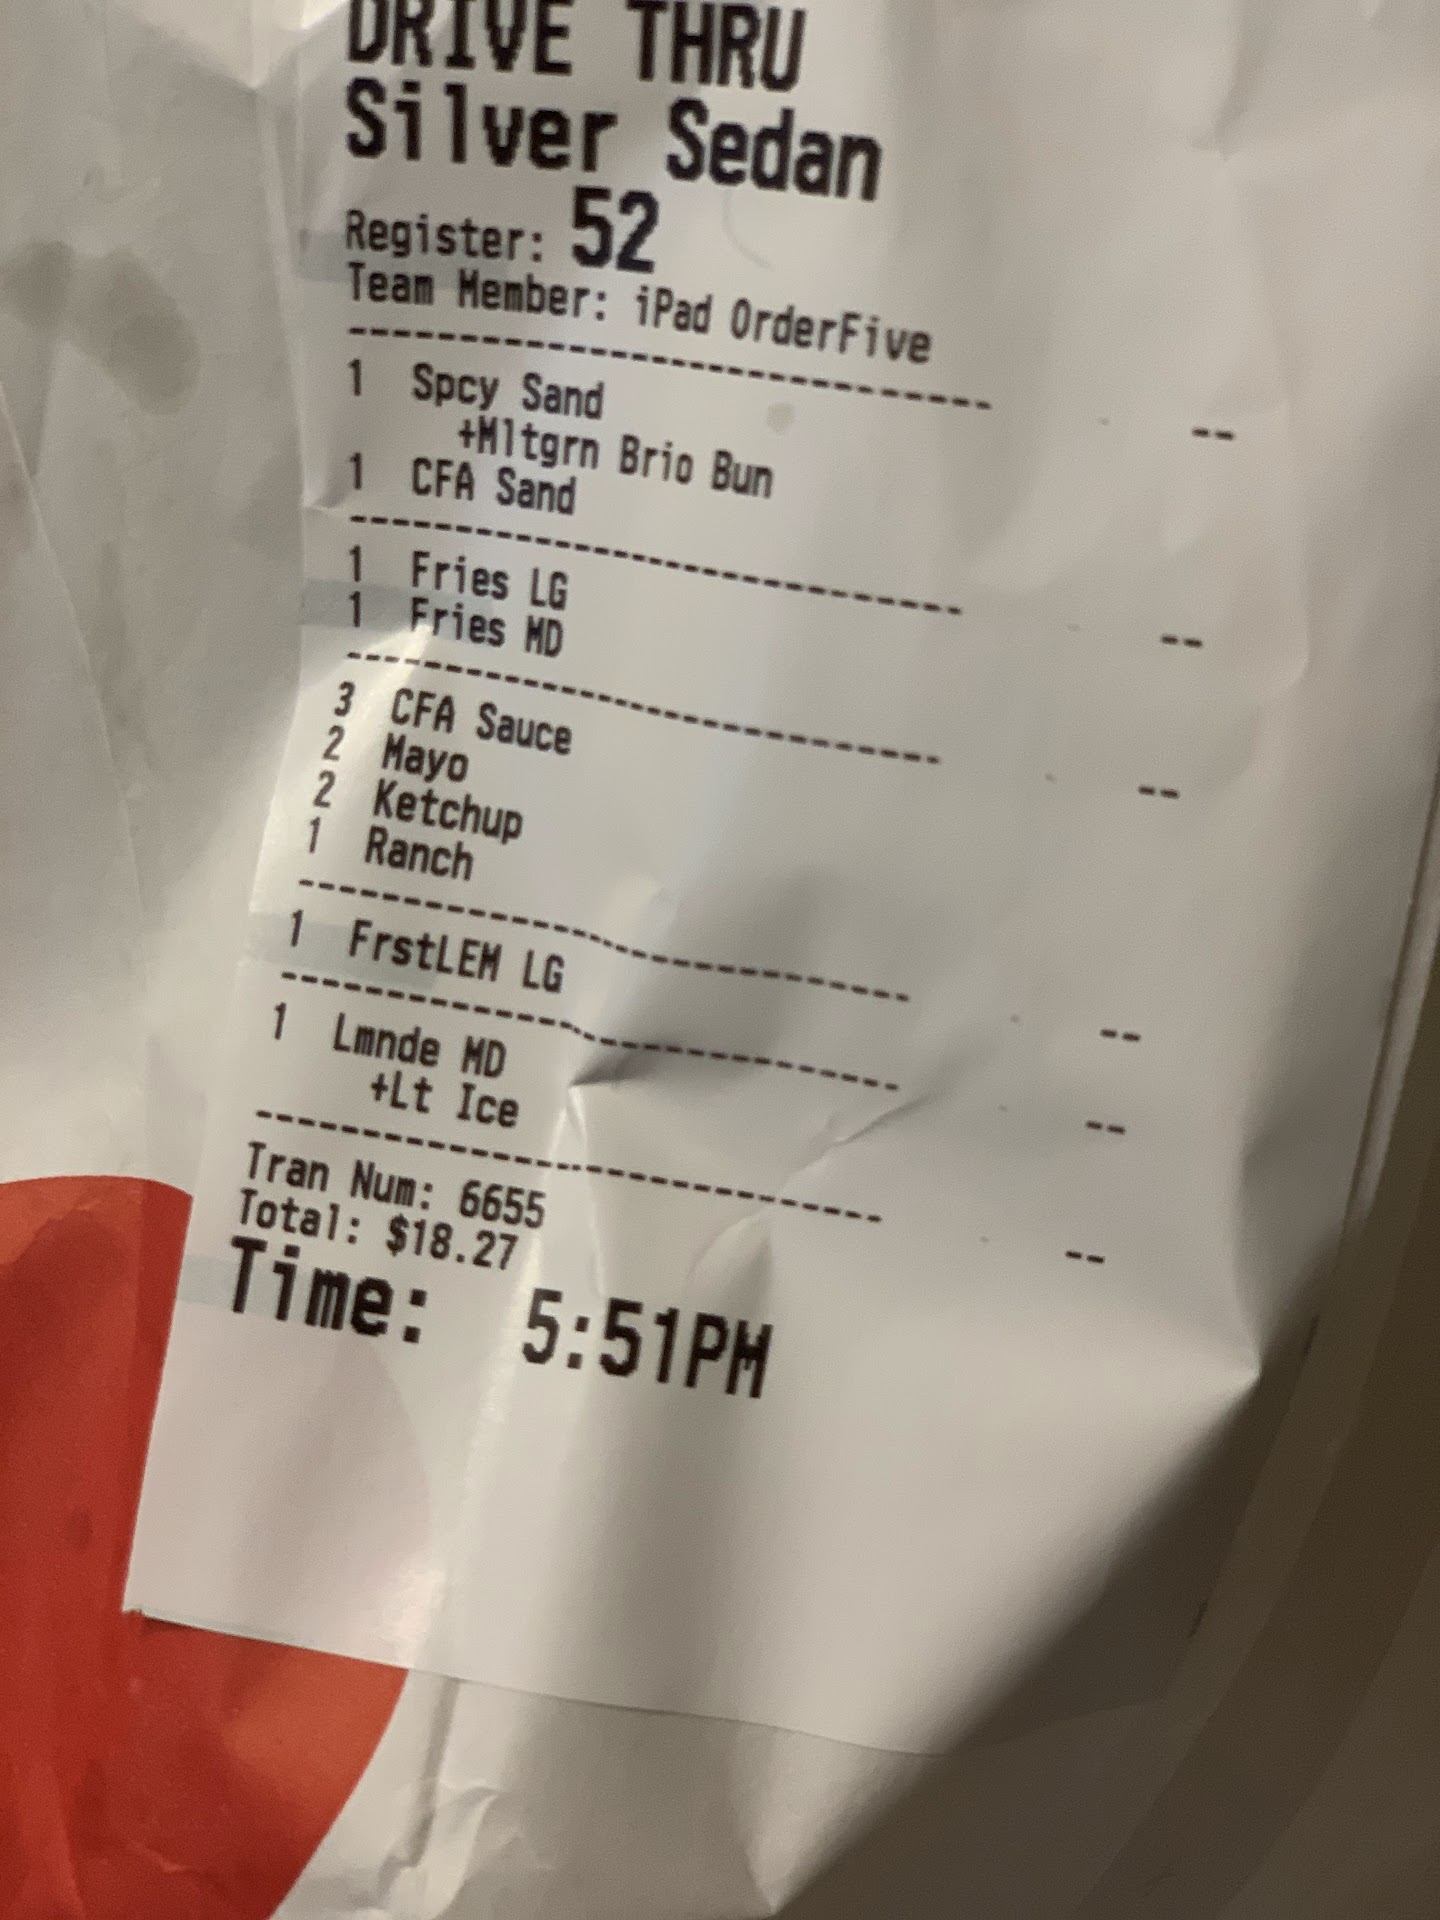 DRIVE THRU
Silver Sedan
Register: 52
Team Member: iPad OrderFive
1 Spcy Sand
+Mltgrn Brio Bun
1 CFA Sand
1 Fries LG
1 Fries MD
3 CFA Sauce
2 Mayo
2 Ketchup
1 Ranch
1 FrstLEM LG
1 Lmnde MD
+Lt Ice
Tran Num: 6655
Total: $18.27
Time: 5:51PM